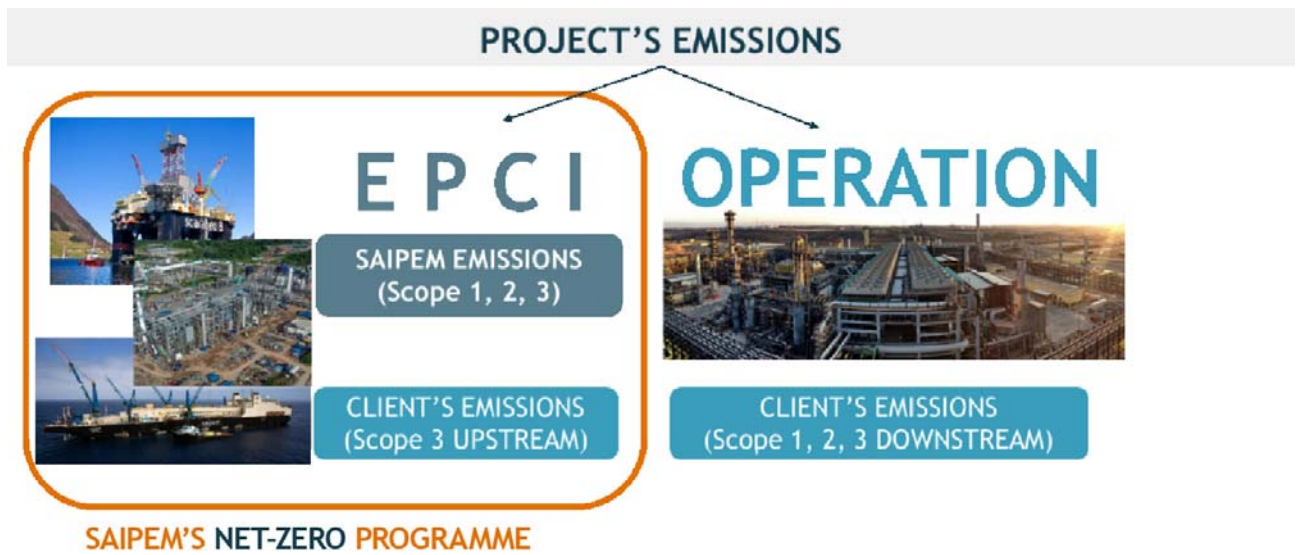 PROJECT'S EMISSIONS
E P C I
OPERATION
SAIPEM EMISSIONS
(Scope 1, 2, 3)
CLIENT'S EMISSIONS
(Scope 3 UPSTREAM)
CLIENT'S EMISSIONS
(Scope 1, 2, 3 DOWNSTREAM)
SAIPEM'S NET-ZERO PROGRAMME